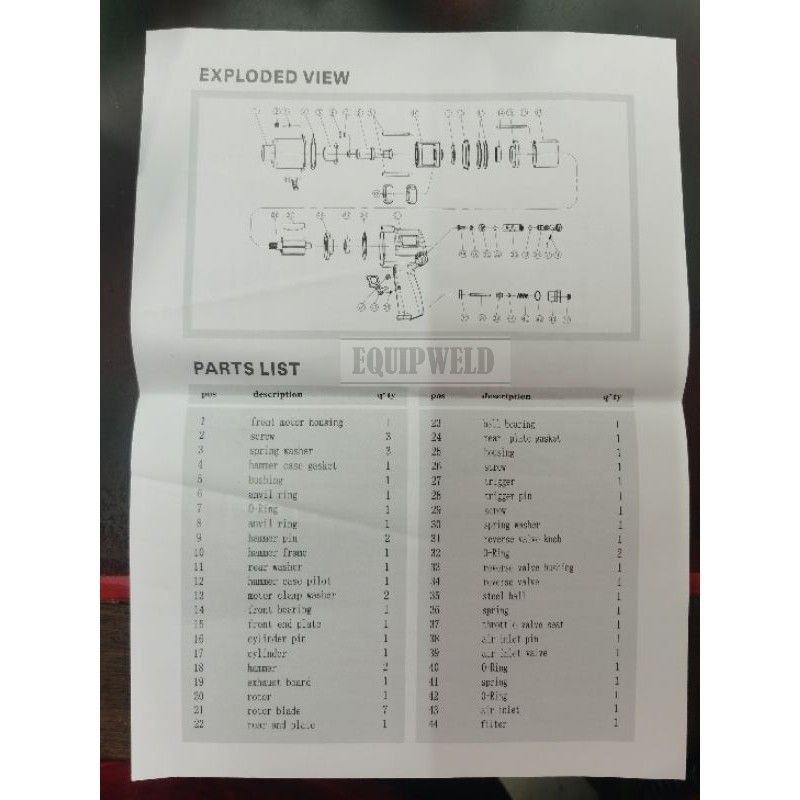 EXPLODED VIEW
EQUIPWELD
PARTS LIST
pos description q'ty
1 front motor housing 1
2 screw 3
3 spring washer 3
4 hammer case gasket 1
5 bushing 1
6 anvil ring 1
7 O-Ring 1
8 anvil ring 1
9 hammer pin 2
10 hammer frame 1
11 rear washer 1
12 hammer case pilot 1
13 motor clamp washer 2
14 front bearing 1
15 front end plate 1
16 cylinder pin 1
17 cylinder 1
18 hammer 2
19 exhaust board 1
20 rotor 1
21 rotor blade 7
22 rear end plate 1
pos description q'ty
23 ball bearing 1
24 rear plate gasket 1
25 housing 1
26 screw 1
27 trigger 1
28 trigger pin 1
29 screw 1
30 spring washer 1
31 reverse valve knob 1
32 O-Ring 2
33 reverse valve bushing 1
34 reverse valve 1
35 steel ball 1
36 spring 1
37 throttle valve seat 1
38 air inlet pin 1
39 air inlet valve 1
40 O-Ring 1
41 spring 1
42 O-Ring 1
43 air inlet 1
44 filter 1